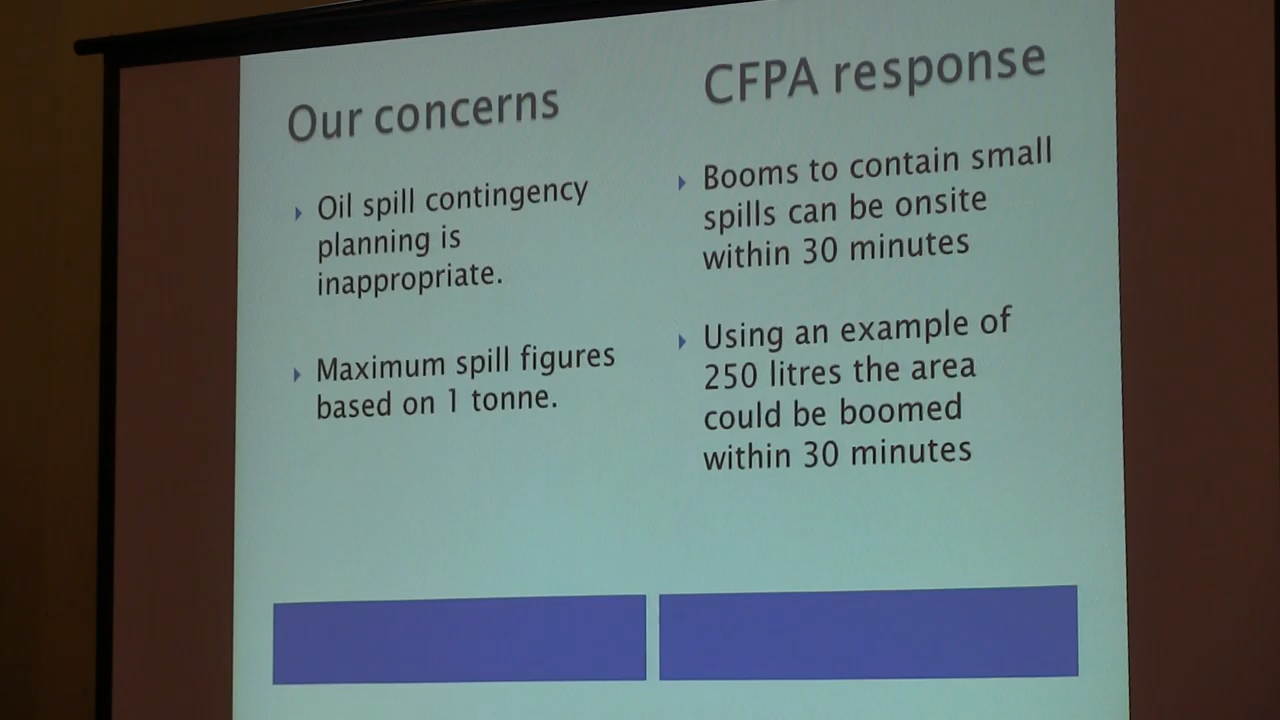 Our concerns
Oil spill contingency
planning is
inappropriate.
Maximum spill figures
based on 1 tonne.
CFPA response
Booms to contain small
spills can be onsite
within 30 minutes
Using an example of
250 litres the area
could be boomed
within 30 minutes